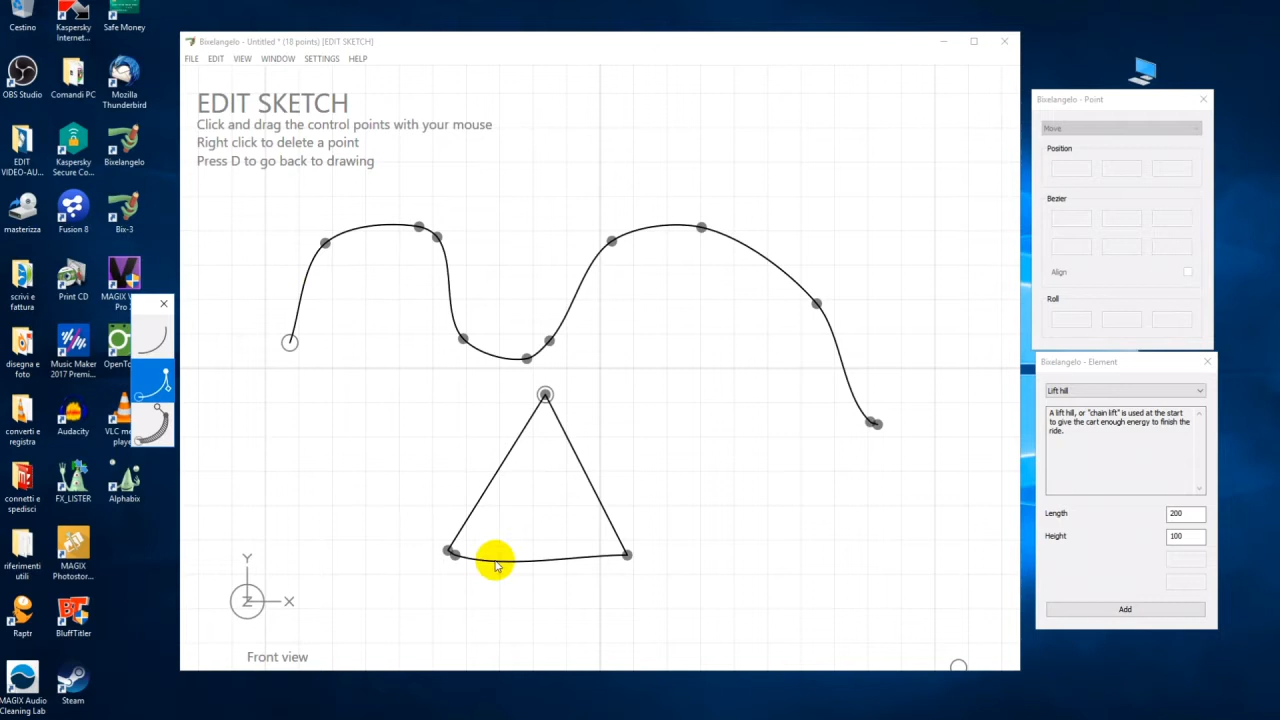 Cestino
Kaspersky
Internet...
Safe Money
OBS Studio
Comandi PC
Mozilla
Thunderbird
EDIT
VIDEO-AU...
Kaspersky
Secure Co...
Bixelangelo
masterizza
Fusion 8
Bix-3
scrivi e
fattura
Print CD
MAGIX V
Pro
disegna e
foto
Music Maker
2017 Premi...
OpenTo
converti e
registra
Audacity
VLC me
player
connetti e
spedisci
FX_LISTER
Alphabix
riferimenti
utili
MAGIX
Photostor...
Raptr
BluffTitler
MAGIX Audio
Cleaning Lab
Steam
Bixelangelo - Untitled * (18 points) [EDIT SKETCH]
FILE EDIT VIEW WINDOW SETTINGS HELP
EDIT SKETCH
Click and drag the control points with your mouse
Right click to delete a point
Press D to go back to drawing
Y
Z
X
Front view
Bixelangelo - Point
Move
Position
Bezier
Align
Roll
Bixelangelo - Element
Lift hill
A lift hill, or "chain lift" is used at the start
to give the cart enough energy to finish the
ride.
Length 200
Height 100
Add